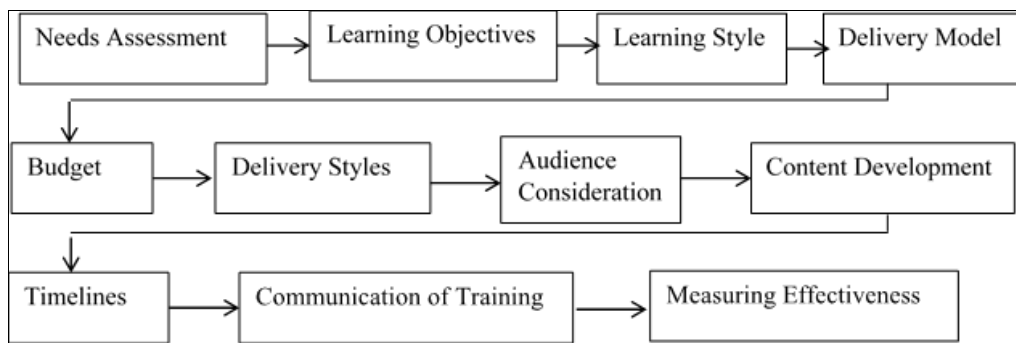 Needs Assessment
Learning Objectives
Learning Style
Delivery Model
Budget
Delivery Styles
Audience
Consideration
Content Development
Timelines
Communication of Training
Measuring Effectiveness